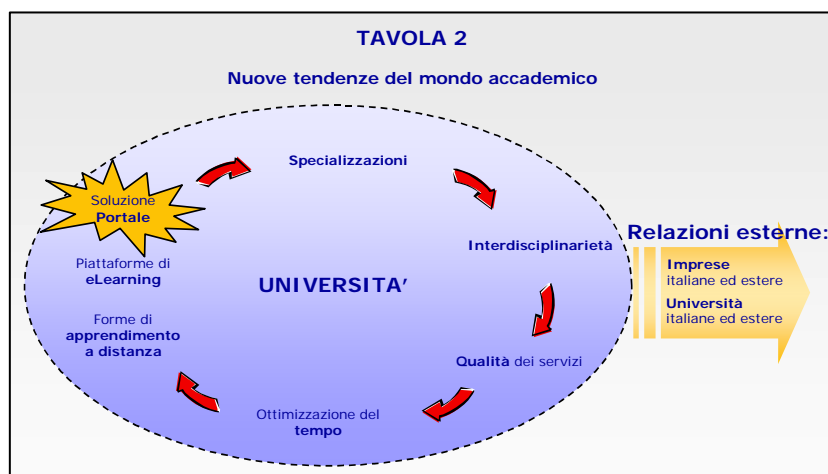 TAVOLA 2
Nuove tendenze del mondo accademico
Specializzazioni
Soluzione
Portale
Interdisciplinarietà
Relazioni esterne:
Imprese
italiane ed estere
Università
italiane ed estere
Piattaforme di
eLearning
UNIVERSITA'
Forme di
apprendimento
a distanza
Qualità dei servizi
Ottimizzazione del
tempo